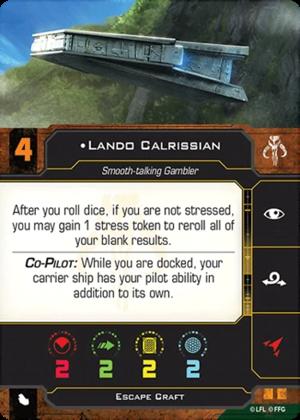 4
•Lando Calrissian
Smooth-talking Gambler
After you roll dice, if you are not stressed,
you may gain 1 stress token to reroll all of
your blank results.
Co-Pilot: While you are docked, your
carrier ship has your pilot ability in
addition to its own.
2 2 2 2
Escape Craft
©LFL ©FFG